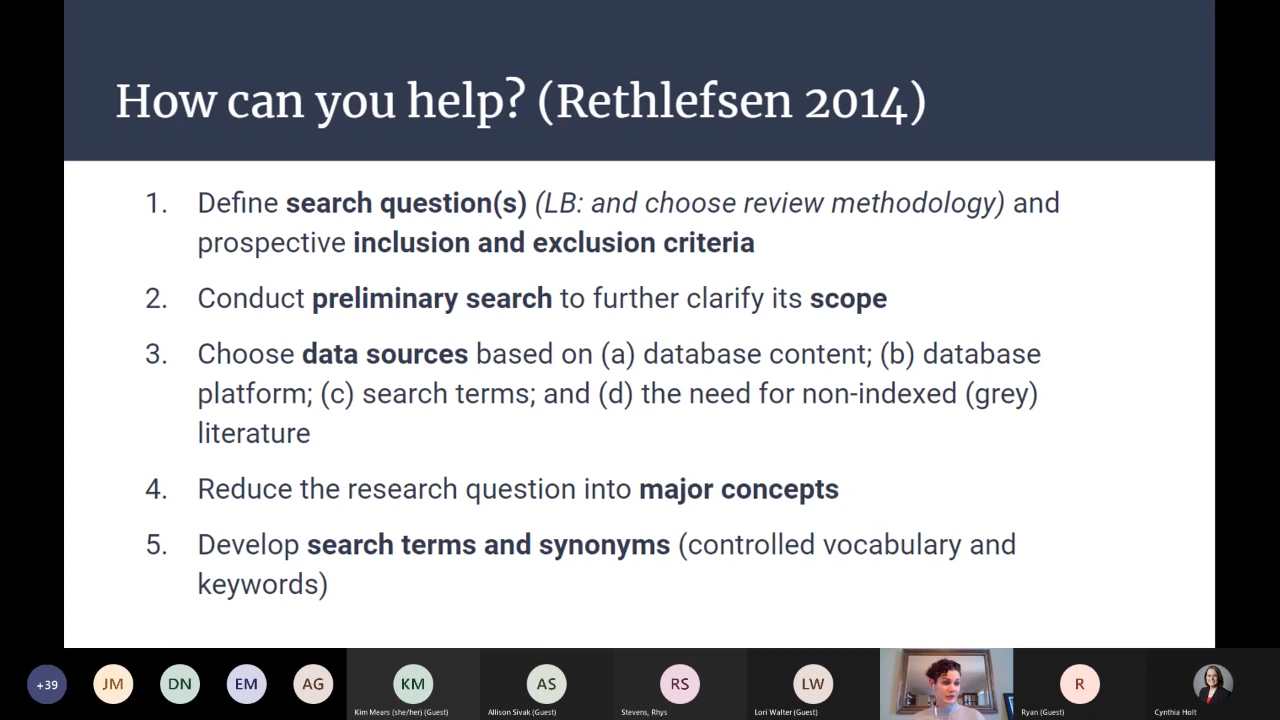 How can you help? (Rethlefsen 2014)
1. Define search question(s) (LB: and choose review methodology) and
prospective inclusion and exclusion criteria
2. Conduct preliminary search to further clarify its scope
3. Choose data sources based on (a) database content; (b) database
platform; (c) search terms; and (d) the need for non-indexed (grey)
literature
4. Reduce the research question into major concepts
5. Develop search terms and synonyms (controlled vocabulary and
keywords)
+39
JM
DN
EM
AG
KM
AS
RS
LW
R
Kim Mears (she/her) (Guest)
Allison Sivak (Guest)
Stevens, Rhys
Lori Walter (Guest)
Ryan (Guest)
Cynthia Holt